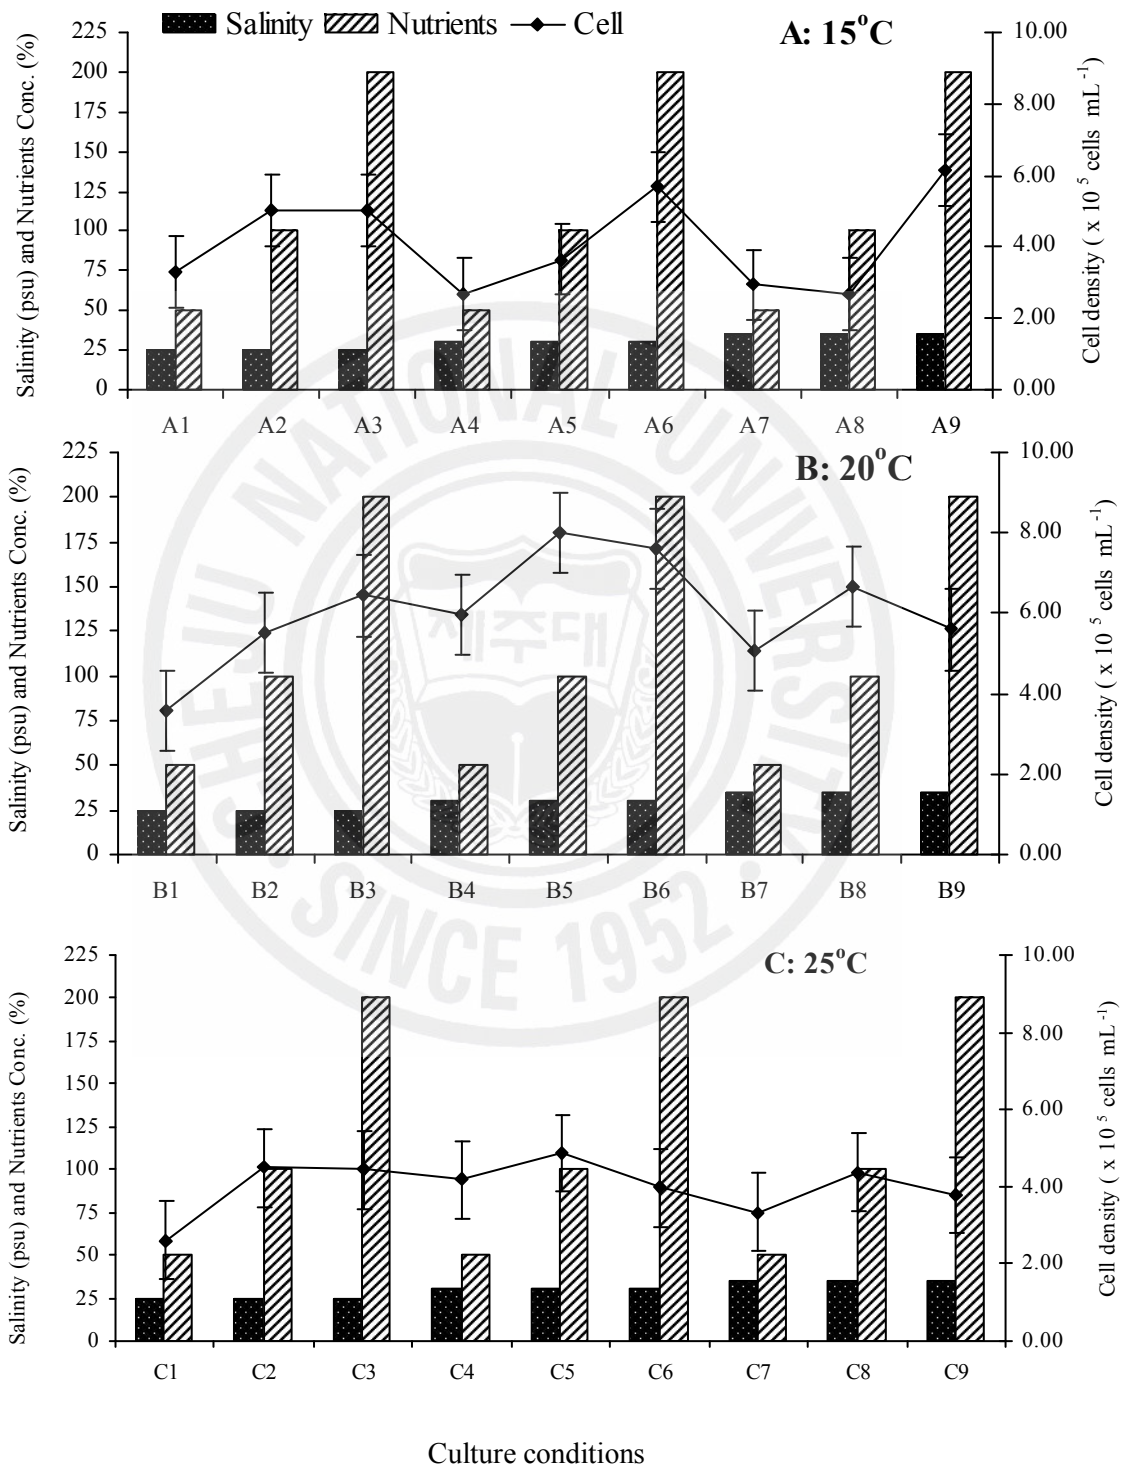 Salinity Nutrients Cell
A: 15°C
Salinity (psu) and Nutrients Conc. (%)
225
200
175
150
125
100
75
50
25
0
10.00
8.00
6.00
4.00
2.00
0.00
Cell density ( x 10 ⁵ cells mL ⁻¹)
A1 A2 A3 A4 A5 A6 A7 A8 A9
B: 20°C
Salinity (psu) and Nutrients Conc. (%)
225
200
175
150
125
100
75
50
25
0
10.00
8.00
6.00
4.00
2.00
0.00
Cell density ( x 10 ⁵ cells mL ⁻¹)
B1 B2 B3 B4 B5 B6 B7 B8 B9
C: 25°C
Salinity (psu) and Nutrients Conc. (%)
225
200
175
150
125
100
75
50
25
0
10.00
8.00
6.00
4.00
2.00
0.00
Cell density ( x 10 ⁵ cells mL ⁻¹)
C1 C2 C3 C4 C5 C6 C7 C8 C9
Culture conditions
CHEJU NATIONAL UNIVERSITY
제주대
SINCE 1952